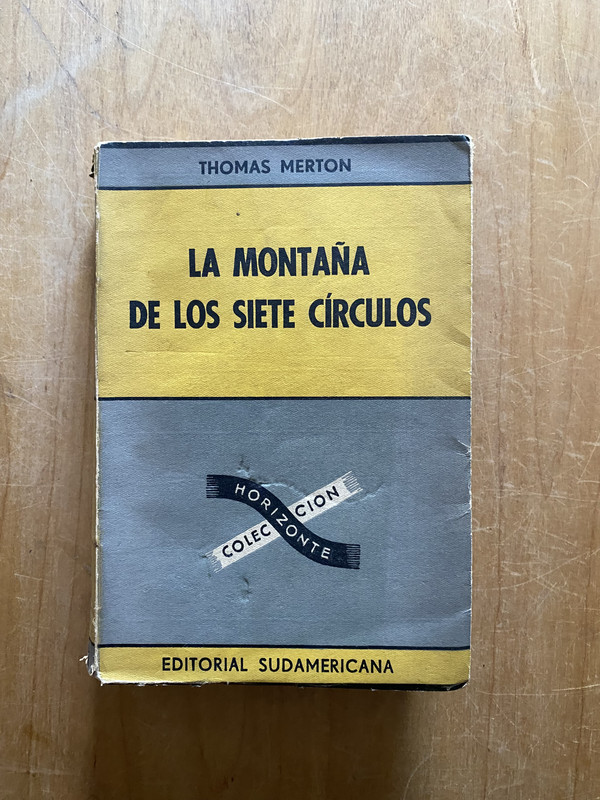 THOMAS MERTON
LA MONTAÑA
DE LOS SIETE CÍRCULOS
COLECCION
HORIZONTE
EDITORIAL SUDAMERICANA